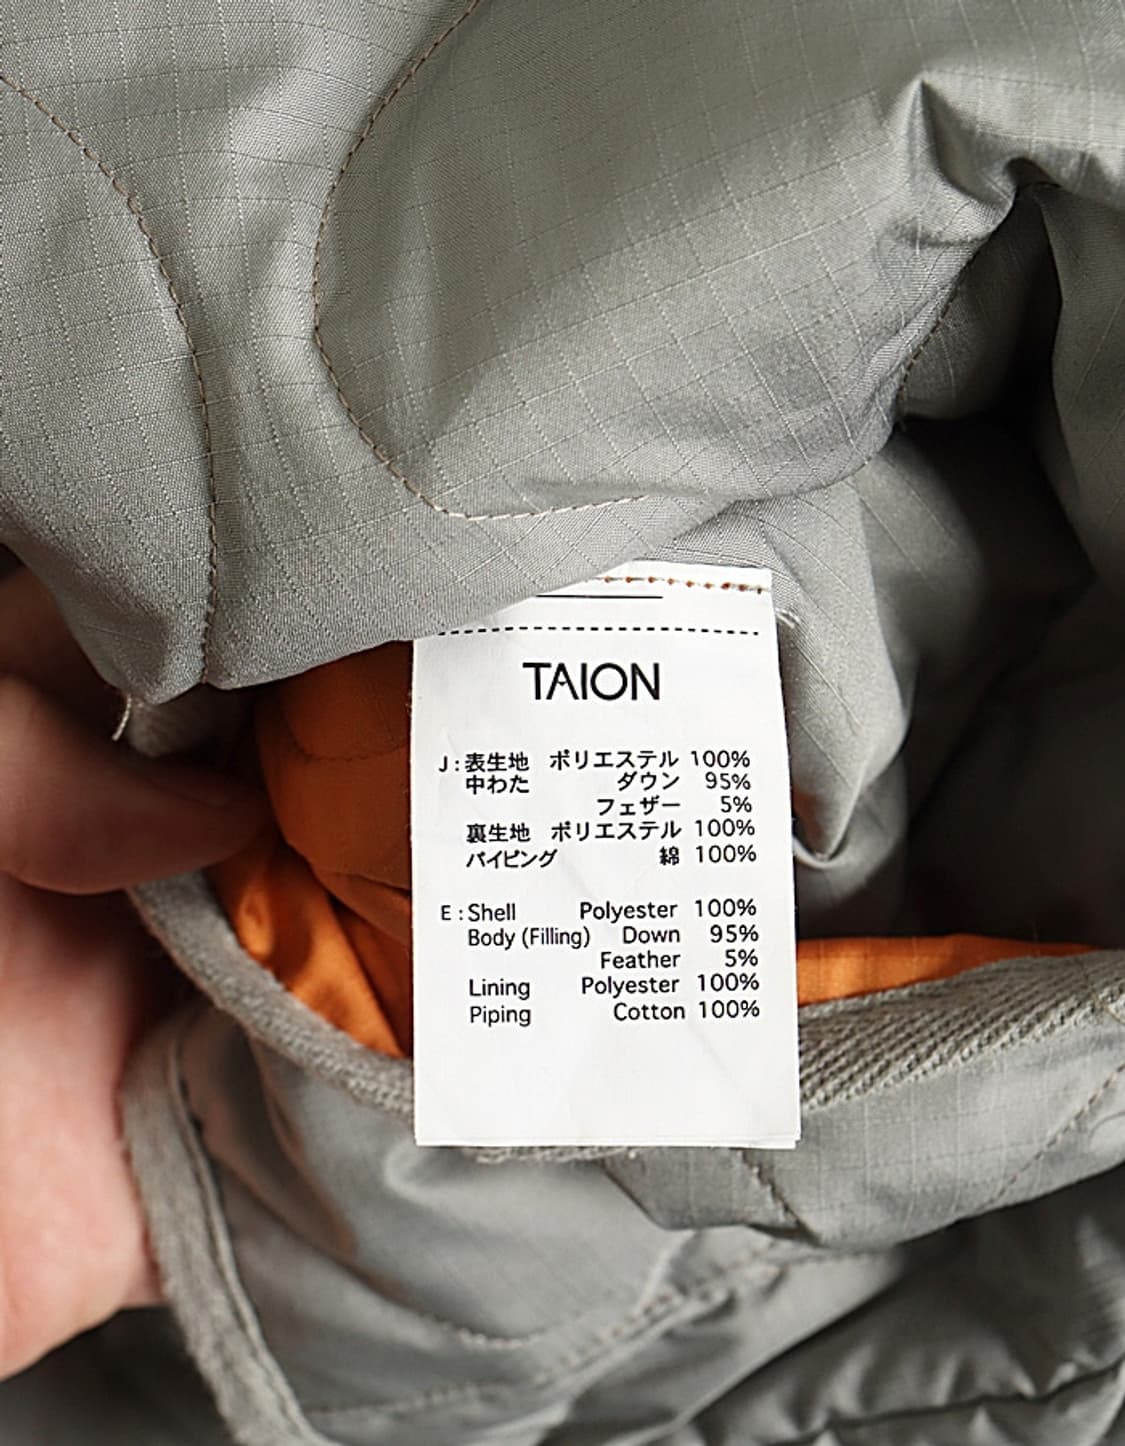 TAION
J:表生地 ポリエステル 100%
中わた ダウン 95%
フェザー 5%
裏生地 ポリエステル 100%
パイピング 綿 100%
E:Shell Polyester 100%
Body (Filling) Down 95%
Feather 5%
Lining Polyester 100%
Piping Cotton 100%